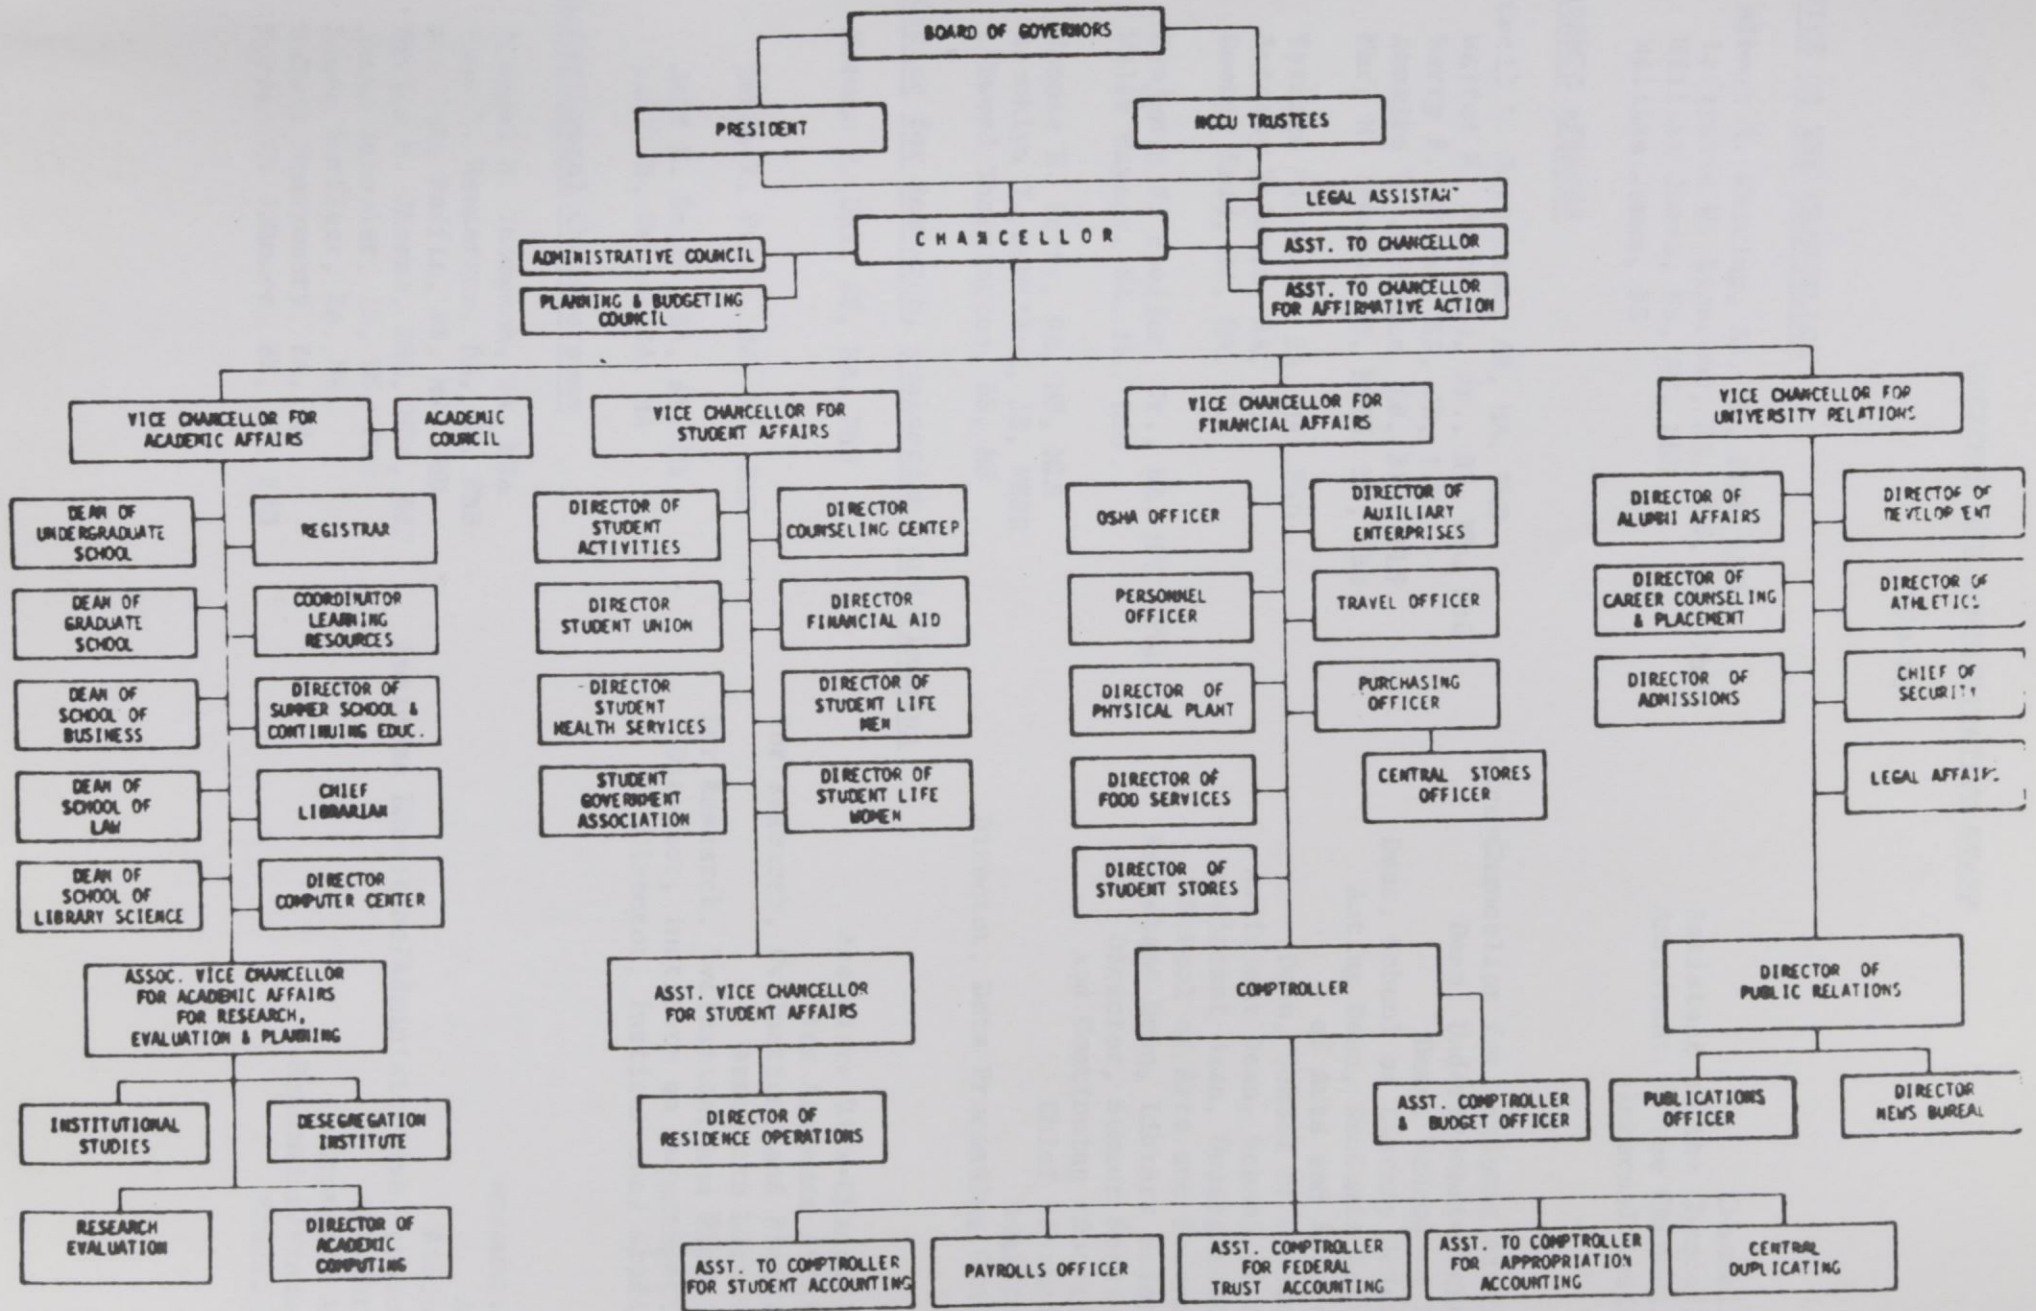 BOARD OF GOVERNORS
PRESIDENT
NCCU TRUSTEES
CHANCELLOR
LEGAL ASSISTANT
ASST. TO CHANCELLOR
ASST. TO CHANCELLOR
FOR AFFIRMATIVE ACTION
ADMINISTRATIVE COUNCIL
PLANNING & BUDGETING
COUNCIL
VICE CHANCELLOR FOR
ACADEMIC AFFAIRS
ACADEMIC
COUNCIL
VICE CHANCELLOR FOR
STUDENT AFFAIRS
VICE CHANCELLOR FOR
FINANCIAL AFFAIRS
VICE CHANCELLOR FOR
UNIVERSITY RELATIONS
DEAN OF
UNDERGRADUATE
SCHOOL
REGISTRAR
DEAN OF
GRADUATE
SCHOOL
COORDINATOR
LEARNING
RESOURCES
DEAN OF
SCHOOL OF
BUSINESS
DIRECTOR OF
SUMMER SCHOOL &
CONTINUING EDUC.
DEAN OF
SCHOOL OF
LAW
CHIEF
LIBRARIAN
DEAN OF
SCHOOL OF
LIBRARY SCIENCE
DIRECTOR
COMPUTER CENTER
ASSOC. VICE CHANCELLOR
FOR ACADEMIC AFFAIRS
FOR RESEARCH,
EVALUATION & PLANNING
INSTITUTIONAL
STUDIES
DESEGREGATION
INSTITUTE
RESEARCH
EVALUATION
DIRECTOR OF
ACADEMIC
COMPUTING
DIRECTOR OF
STUDENT
ACTIVITIES
DIRECTOR
COUNSELING CENTER
DIRECTOR
STUDENT UNION
DIRECTOR
FINANCIAL AID
DIRECTOR
STUDENT
HEALTH SERVICES
DIRECTOR OF
STUDENT LIFE
MEN
STUDENT
GOVERNMENT
ASSOCIATION
DIRECTOR OF
STUDENT LIFE
WOMEN
ASST. VICE CHANCELLOR
FOR STUDENT AFFAIRS
DIRECTOR OF
RESIDENCE OPERATIONS
OSHA OFFICER
DIRECTOR OF
AUXILIARY
ENTERPRISES
PERSONNEL
OFFICER
TRAVEL OFFICER
DIRECTOR OF
PHYSICAL PLANT
PURCHASING
OFFICER
DIRECTOR OF
FOOD SERVICES
CENTRAL STORES
OFFICER
DIRECTOR OF
STUDENT STORES
COMPTROLLER
ASST. COMPTROLLER
& BUDGET OFFICER
ASST. TO COMPTROLLER
FOR STUDENT ACCOUNTING
PAYROLLS OFFICER
ASST. COMPTROLLER
FOR FEDERAL
TRUST ACCOUNTING
ASST. TO COMPTROLLER
FOR APPROPRIATION
ACCOUNTING
CENTRAL
DUPLICATING
DIRECTOR OF
ALUMNI AFFAIRS
DIRECTOR OF
DEVELOPMENT
DIRECTOR OF
CAREER COUNSELING
& PLACEMENT
DIRECTOR OF
ATHLETICS
DIRECTOR OF
ADMISSIONS
CHIEF OF
SECURITY
LEGAL AFFAIRS
DIRECTOR OF
PUBLIC RELATIONS
PUBLICATIONS
OFFICER
DIRECTOR
NEWS BUREAU